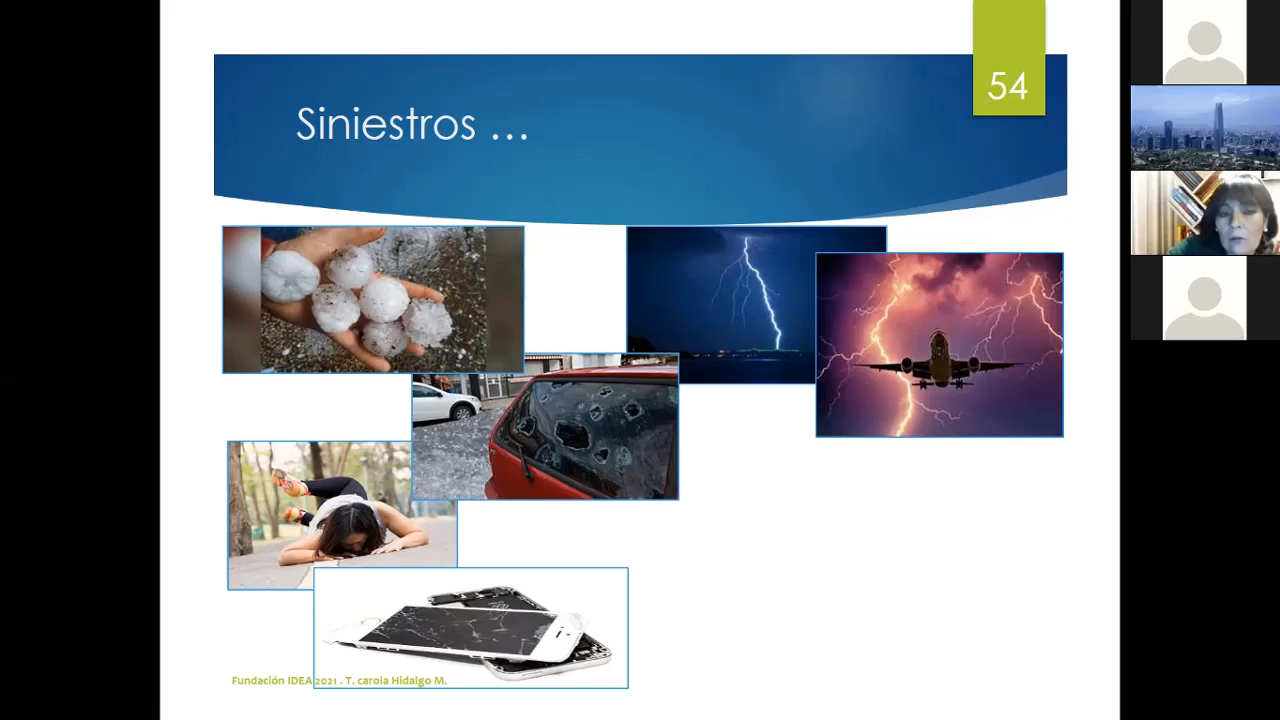 54
Siniestros ...
Fundación IDEA 2021 . T. carola Hidalgo M.